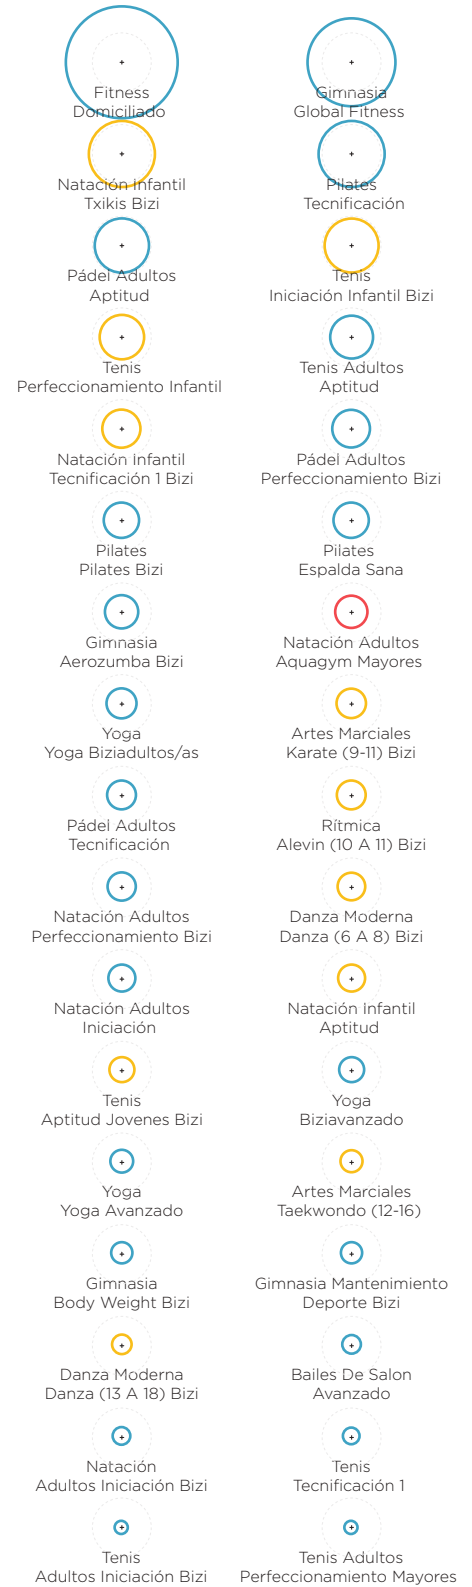 Fitness
Domiciliado
Gimnasia
Global Fitness
Natación Infantil
Txikis Bizi
Pilates
Tecnificación
Pádel Adultos
Aptitud
Tenis
Iniciación Infantil Bizi
Tenis
Perfeccionamiento Infantil
Tenis Adultos
Aptitud
Natación infantil
Tecnificación 1 Bizi
Pádel Adultos
Perfeccionamiento Bizi
Pilates
Pilates Bizi
Pilates
Espalda Sana
Gimnasia
Aerozumba Bizi
Natación Adultos
Aquagym Mayores
Yoga
Yoga Biziadultos/as
Artes Marciales
Karate (9-11) Bizi
Pádel Adultos
Tecnificación
Rítmica
Alevin (10 A 11) Bizi
Natación Adultos
Perfeccionamiento Bizi
Danza Moderna
Danza (6 A 8) Bizi
Natación Adultos
Iniciación
Natación infantil
Aptitud
Tenis
Aptitud Jovenes Bizi
Yoga
Biziavanzado
Yoga
Yoga Avanzado
Artes Marciales
Taekwondo (12-16)
Gimnasia
Body Weight Bizi
Gimnasia Mantenimiento
Deporte Bizi
Danza Moderna
Danza (13 A 18) Bizi
Bailes De Salon
Avanzado
Natación
Adultos Iniciación Bizi
Tenis
Tecnificación 1
Tenis
Adultos Iniciación Bizi
Tenis Adultos
Perfeccionamiento Mayores